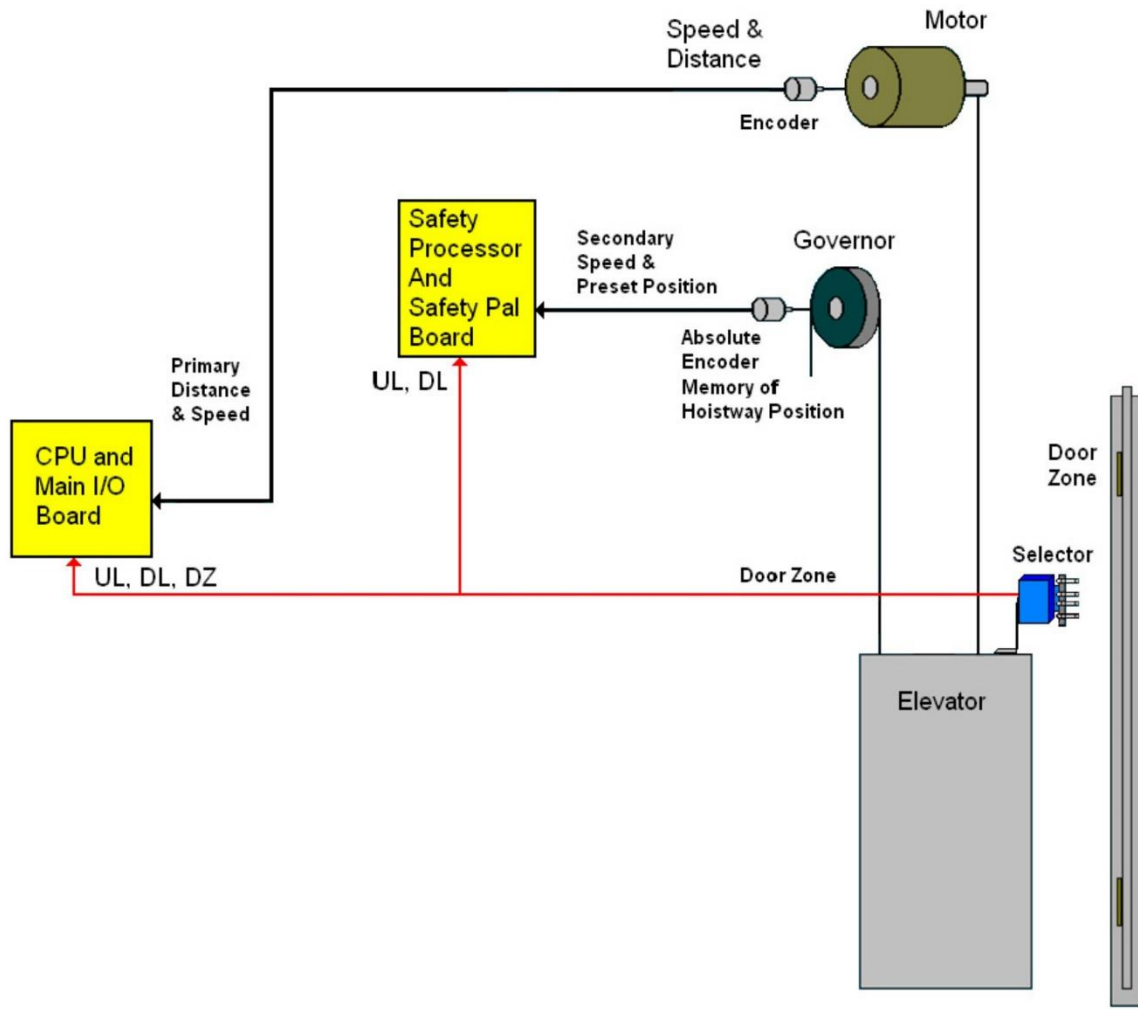 Speed &
Distance
Motor
Encoder
Safety
Processor
And
Safety Pal
Board
Secondary
Speed &
Preset Position
Governor
Absolute
Encoder
Memory of
Hoistway Position
Primary
Distance
& Speed
UL, DL
CPU and
Main I/O
Board
Door
Zone
Selector
UL, DL, DZ
Door Zone
Elevator